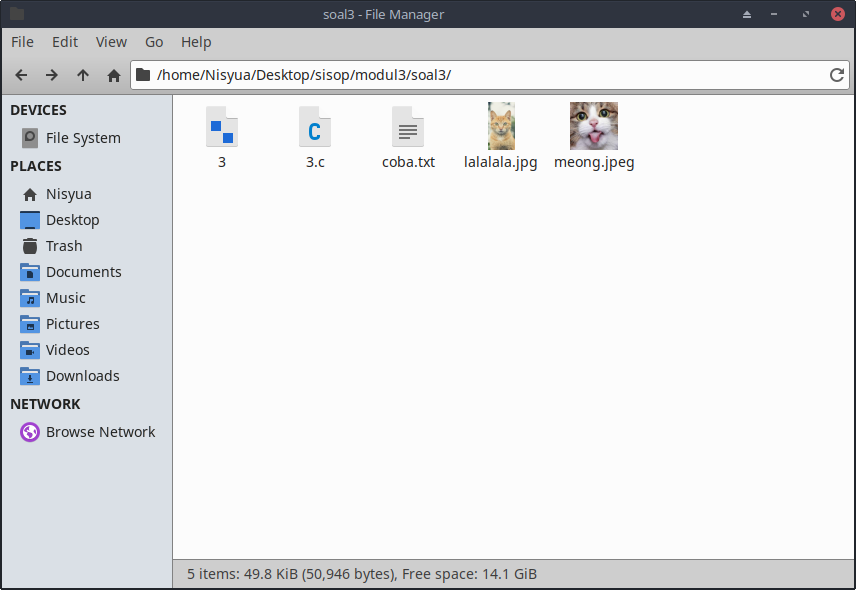 soal3 - File Manager
File Edit View Go Help
/home/Nisyua/Desktop/sisop/modul3/soal3/
DEVICES
File System
PLACES
Nisyua
Desktop
Trash
Documents
Music
Pictures
Videos
Downloads
NETWORK
Browse Network
C
3 3.c coba.txt lalalala.jpg meong.jpeg
5 items: 49.8 KiB (50,946 bytes), Free space: 14.1 GiB